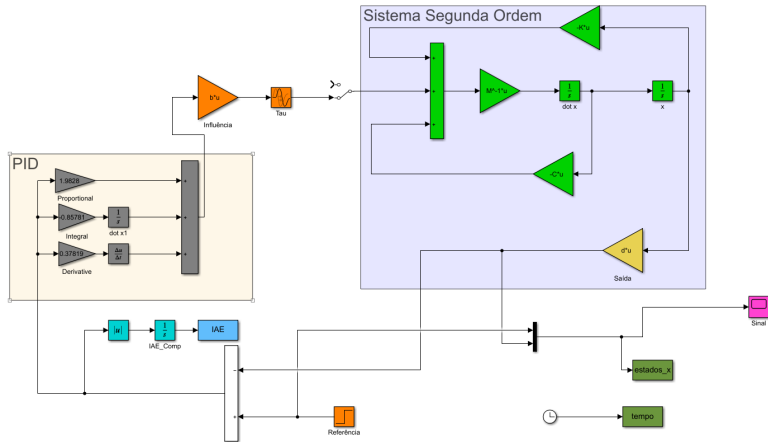 Sistema Segunda Ordem
-K*u
b*u
Influência
Tau
+
+
+
M^-1*u
1
s
dot x
1
s
x
-C*u
PID
1.9828
Proportional
-0.85781
Integral
1
s
dot x1
0.37819
Derivative
Δu
Δt
+
+
+
d*u
Saída
|u|
1
s
IAE_Comp
IAE
Sinal
estados_x
−
+
Referência
tempo